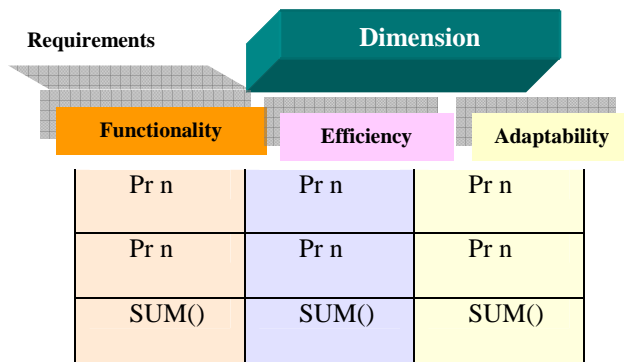 Requirements
Dimension
Functionality Efficiency Adaptability
Pr n Pr n Pr n
Pr n Pr n Pr n
SUM() SUM() SUM()